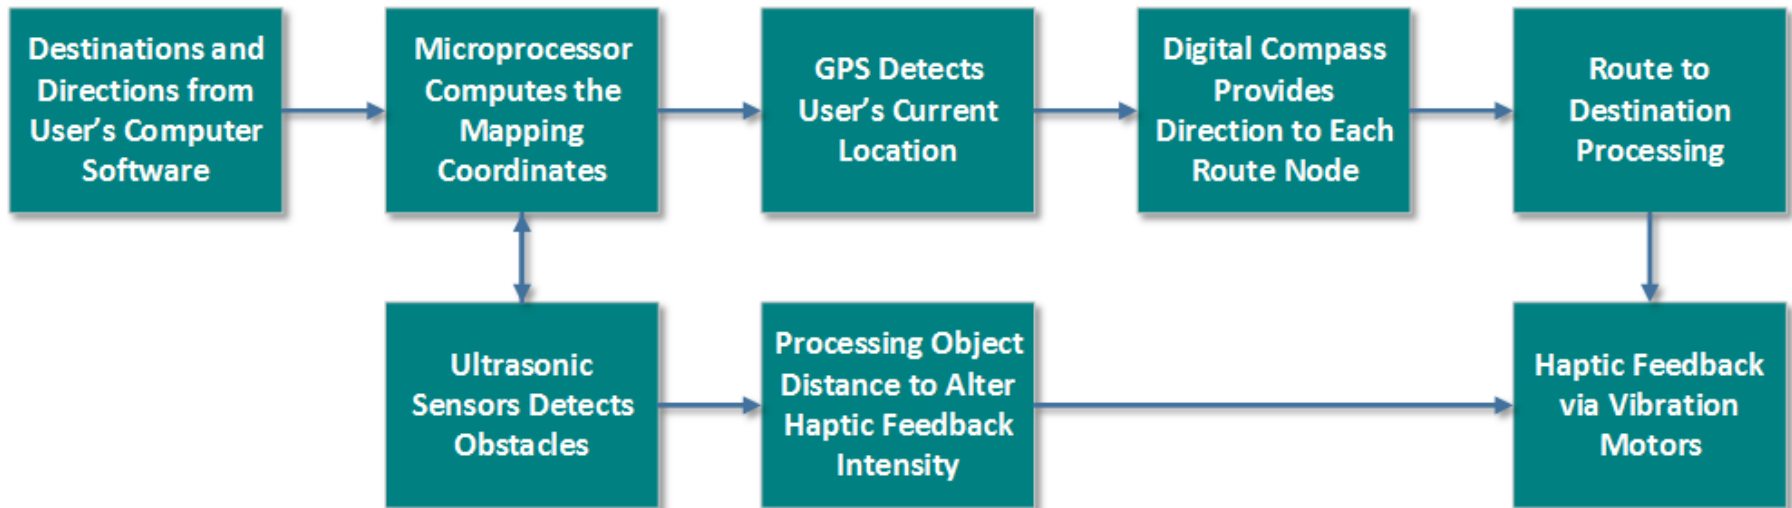 Destinations and
Directions from
User's Computer
Software
Microprocessor
Computes the
Mapping
Coordinates
GPS Detects
User's Current
Location
Digital Compass
Provides
Direction to Each
Route Node
Route to
Destination
Processing
Ultrasonic
Sensors Detects
Obstacles
Processing Object
Distance to Alter
Haptic Feedback
Intensity
Haptic Feedback
via Vibration
Motors